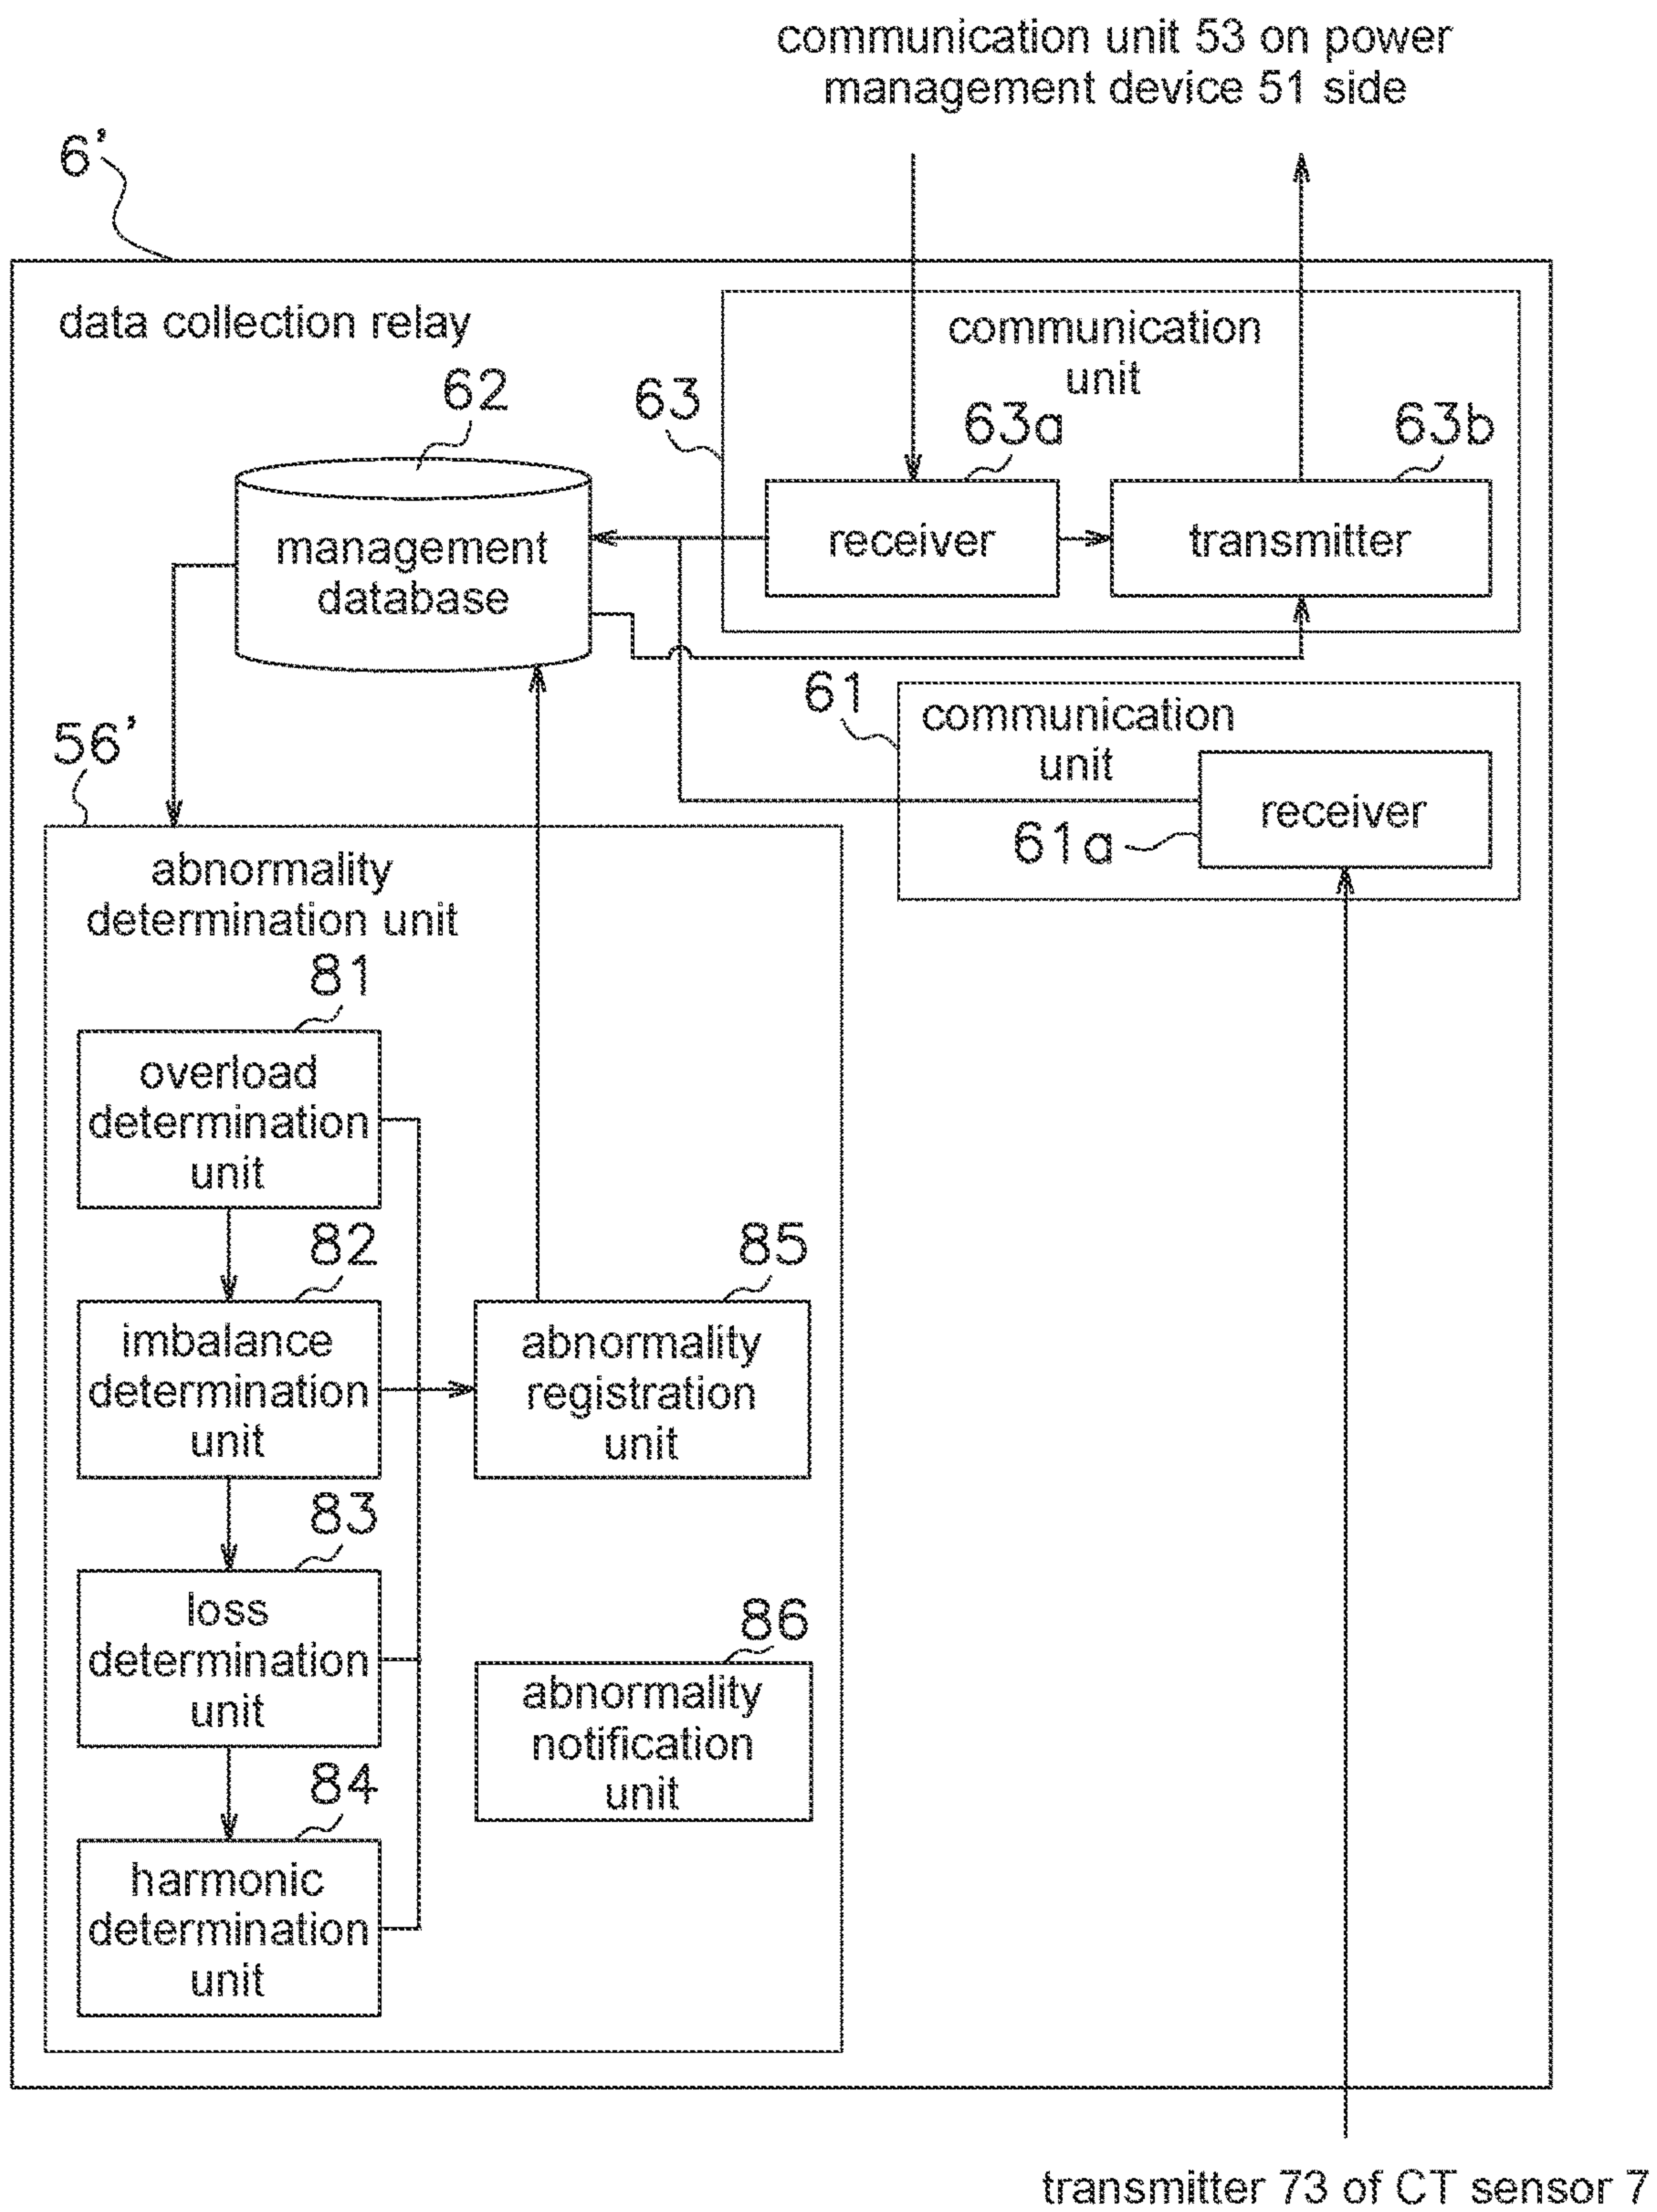 communication unit 53 on power
management device 51 side
6’
data collection relay
communication
unit
62
63
63a
63b
management
database
receiver
transmitter
61
communication
unit
56’
receiver
61a
abnormality
determination unit
81
overload
determination
unit
82
85
imbalance
determination
unit
abnormality
registration
unit
83
loss
determination
unit
86
abnormality
notification
unit
84
harmonic
determination
unit
transmitter 73 of CT sensor 7